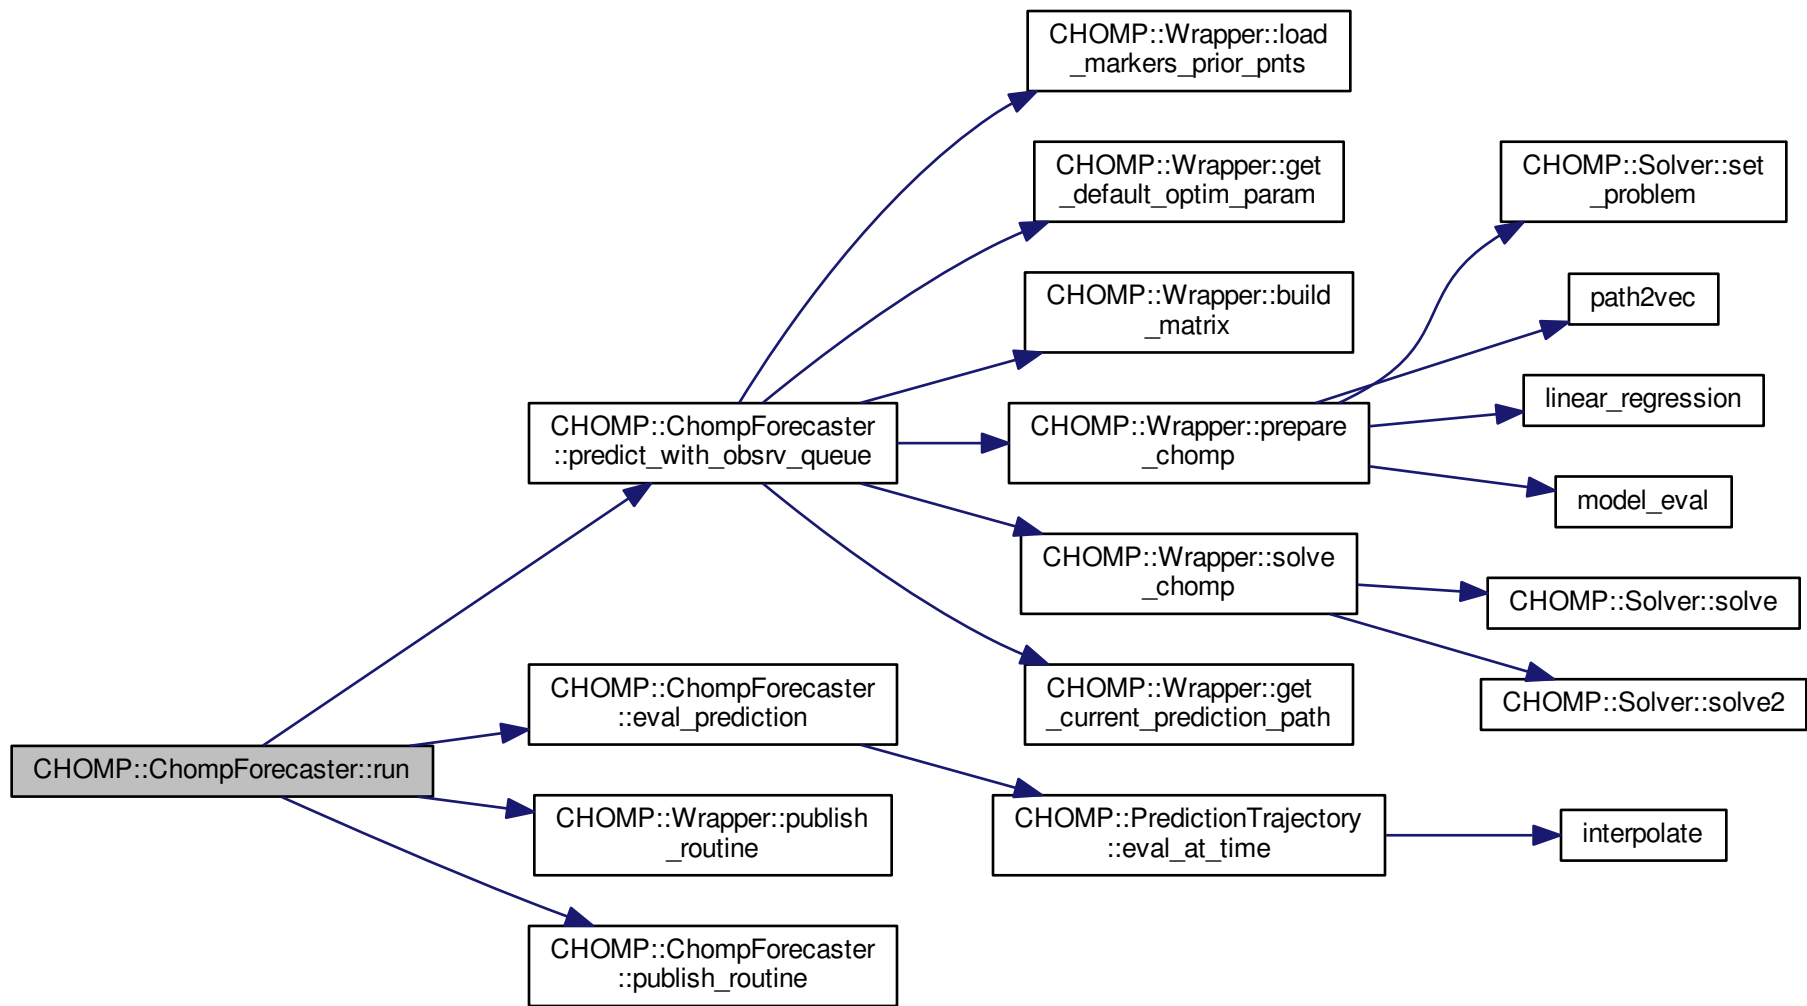 CHOMP::Wrapper::load
_markers_prior_pnts
CHOMP::Wrapper::get
_default_optim_param
CHOMP::Solver::set
_problem
CHOMP::Wrapper::build
_matrix
path2vec
linear_regression
CHOMP::ChompForecaster
::predict_with_obsrv_queue
CHOMP::Wrapper::prepare
_chomp
model_eval
CHOMP::Wrapper::solve
_chomp
CHOMP::Solver::solve
CHOMP::ChompForecaster
::eval_prediction
CHOMP::Wrapper::get
_current_prediction_path
CHOMP::Solver::solve2
CHOMP::ChompForecaster::run
CHOMP::Wrapper::publish
_routine
CHOMP::PredictionTrajectory
::eval_at_time
interpolate
CHOMP::ChompForecaster
::publish_routine